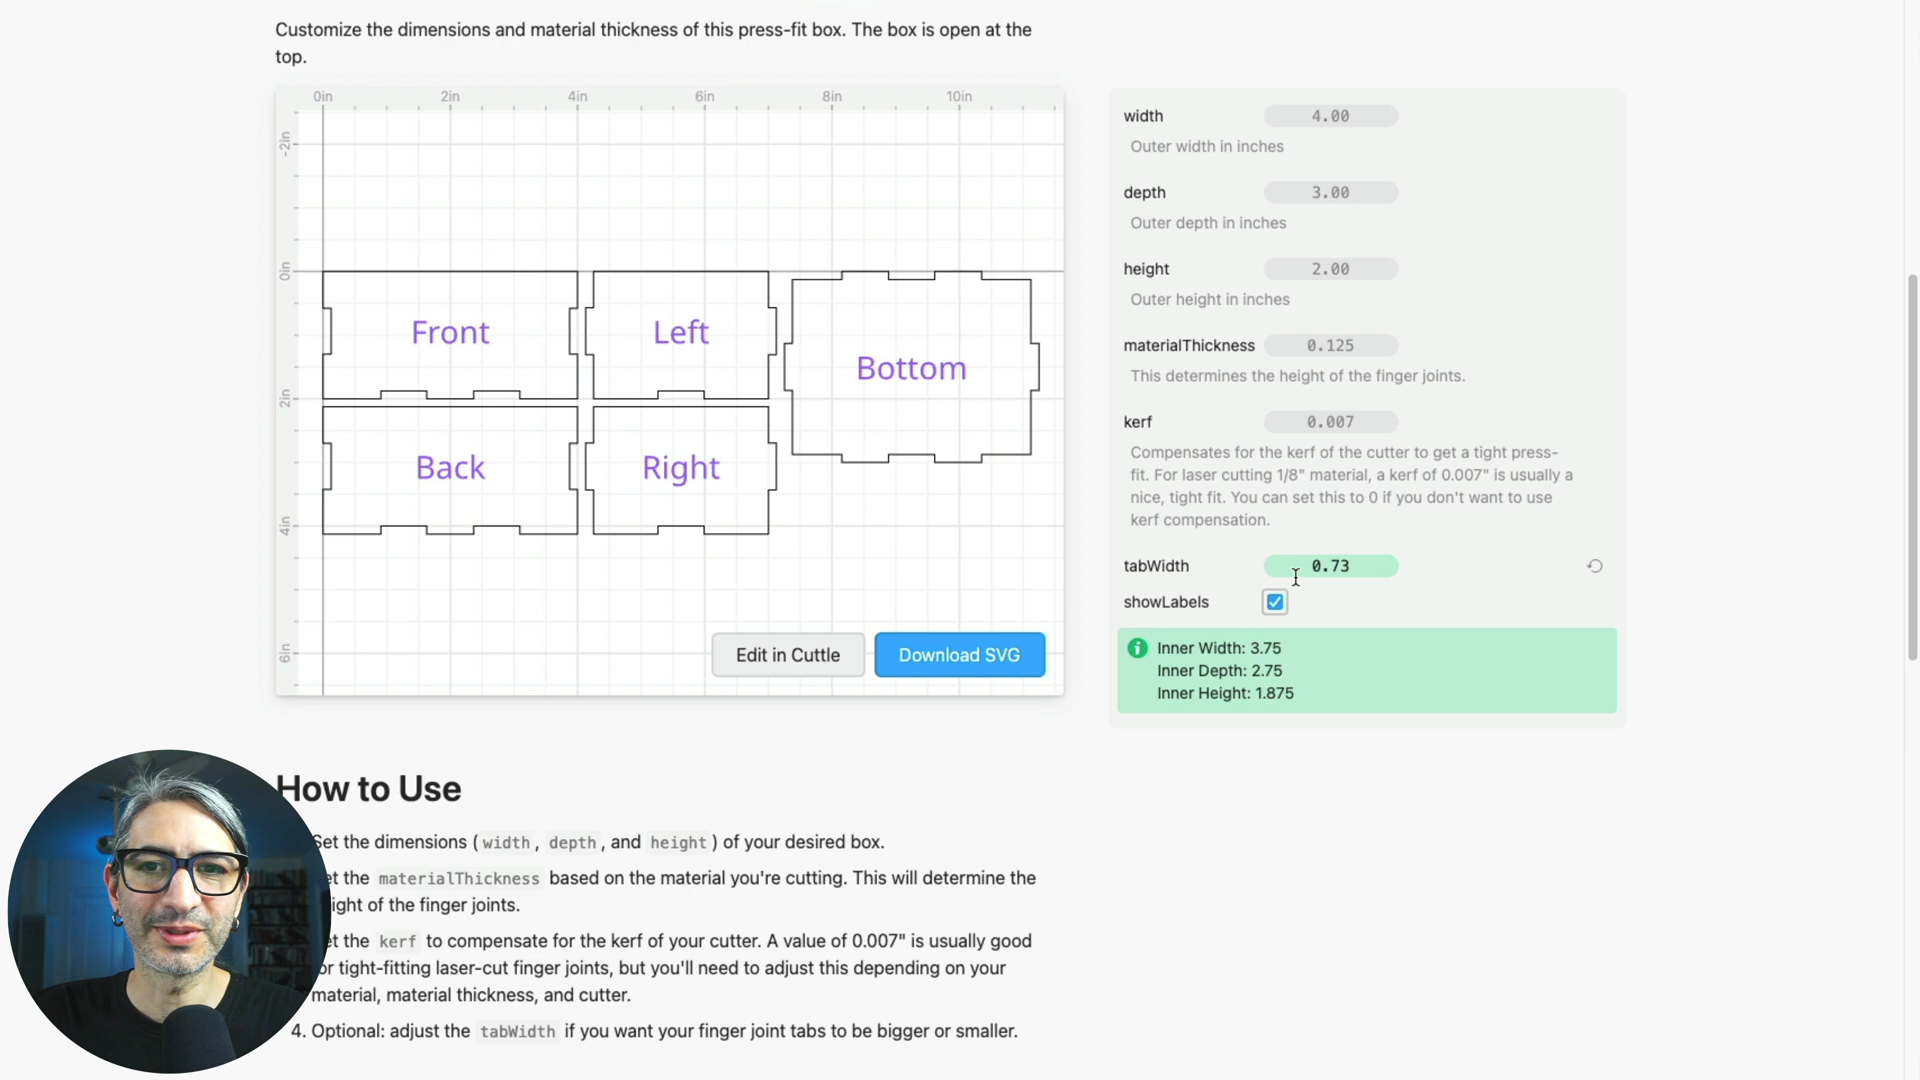 Customize the dimensions and material thickness of this press-fit box. The box is open at the
top.
0in 2in 4in 6in 8in 10in
-2in
0in
2in
4in
6in
Front
Left
Bottom
Back
Right
Edit in Cuttle
Download SVG
width 4.00
Outer width in inches
depth 3.00
Outer depth in inches
height 2.00
Outer height in inches
materialThickness 0.125
This determines the height of the finger joints.
kerf 0.007
Compensates for the kerf of the cutter to get a tight press-
fit. For laser cutting 1/8" material, a kerf of 0.007" is usually a
nice, tight fit. You can set this to 0 if you don't want to use
kerf compensation.
tabWidth 0.73
showLabels
Inner Width: 3.75
Inner Depth: 2.75
Inner Height: 1.875
How to Use
Set the dimensions ( width , depth , and height ) of your desired box.
et the materialThickness based on the material you're cutting. This will determine the
ight of the finger joints.
et the kerf to compensate for the kerf of your cutter. A value of 0.007" is usually good
or tight-fitting laser-cut finger joints, but you'll need to adjust this depending on your
material, material thickness, and cutter.
4. Optional: adjust the tabWidth if you want your finger joint tabs to be bigger or smaller.